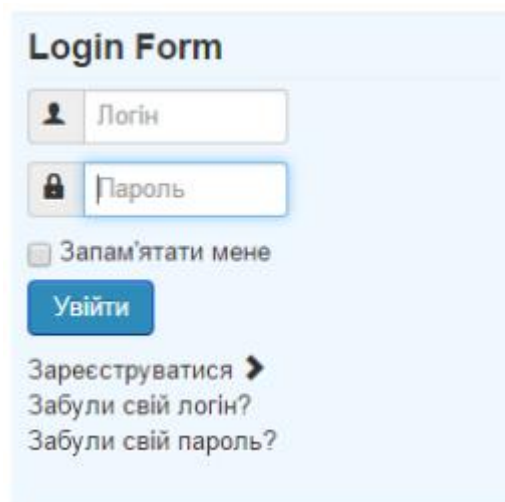 Login Form
Логін
Пароль
Запам'ятати мене
Увійти
Зареєструватися
Забули свій логін?
Забули свій пароль?